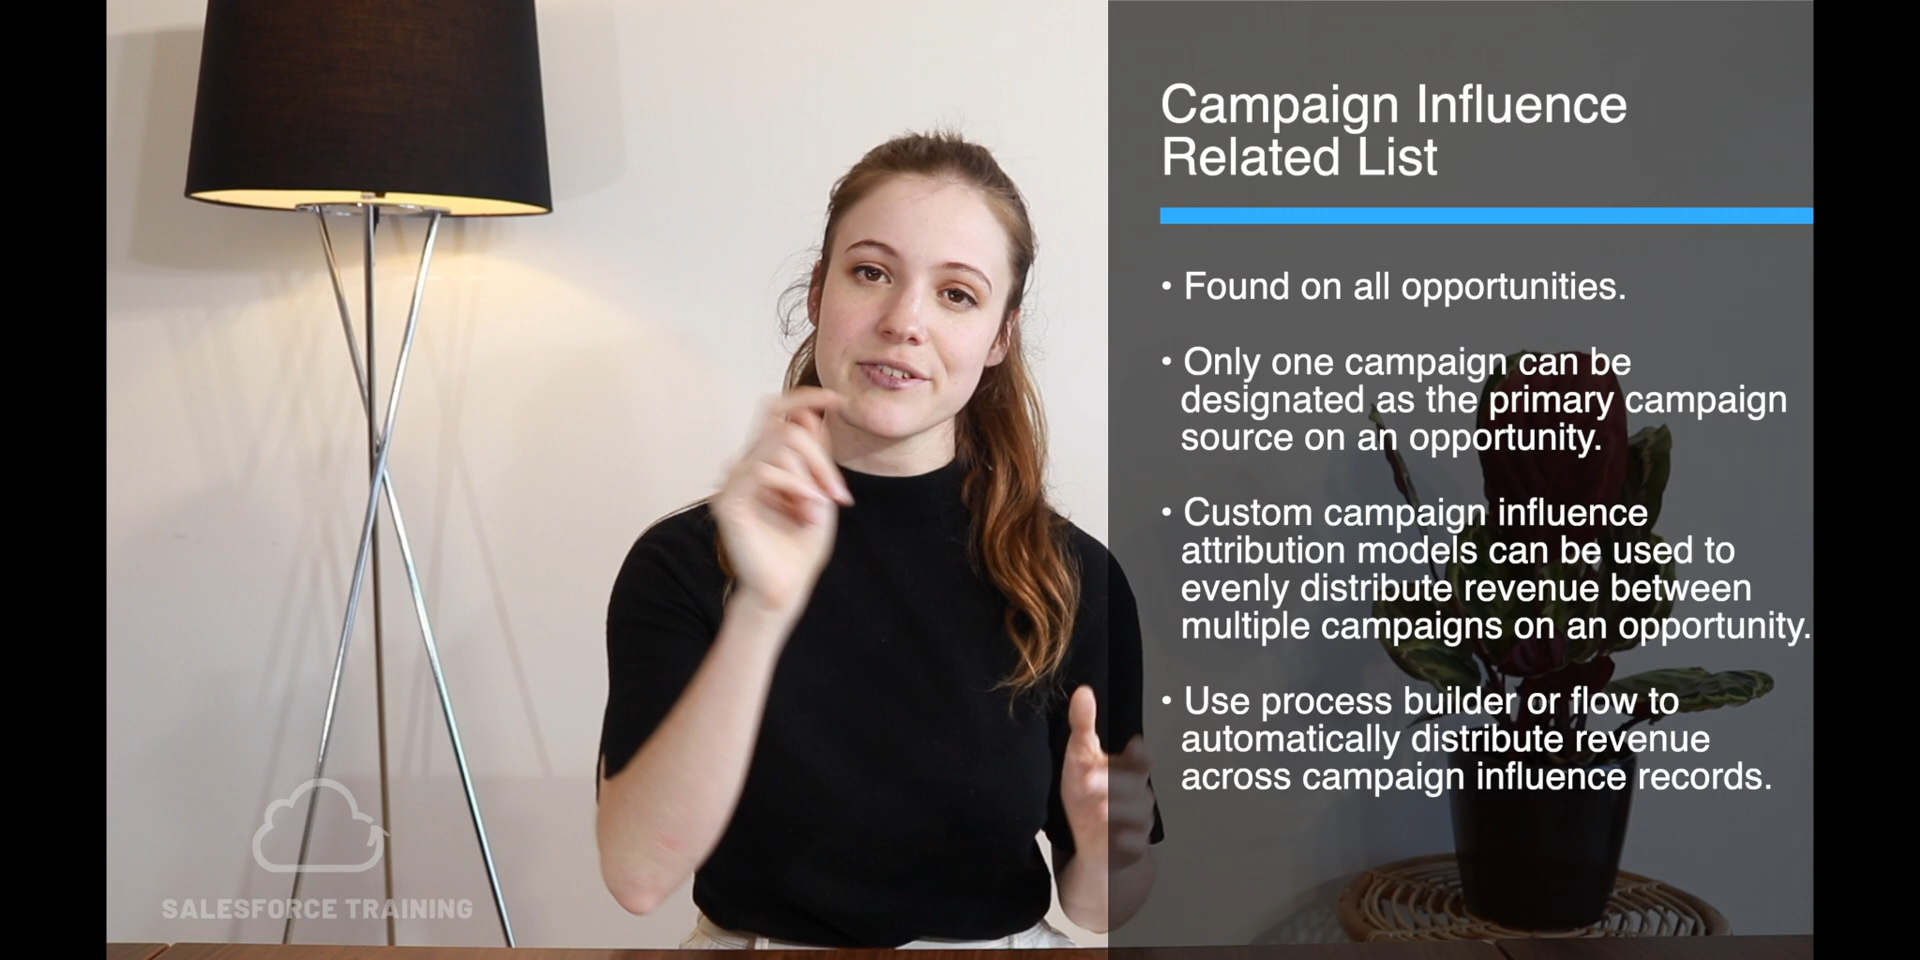 Campaign Influence
Related List
• Found on all opportunities.
• Only one campaign can be
designated as the primary campaign
source on an opportunity.
• Custom campaign influence
attribution models can be used to
evenly distribute revenue between
multiple campaigns on an opportunity.
• Use process builder or flow to
automatically distribute revenue
across campaign influence records.
SALESFORCE TRAINING